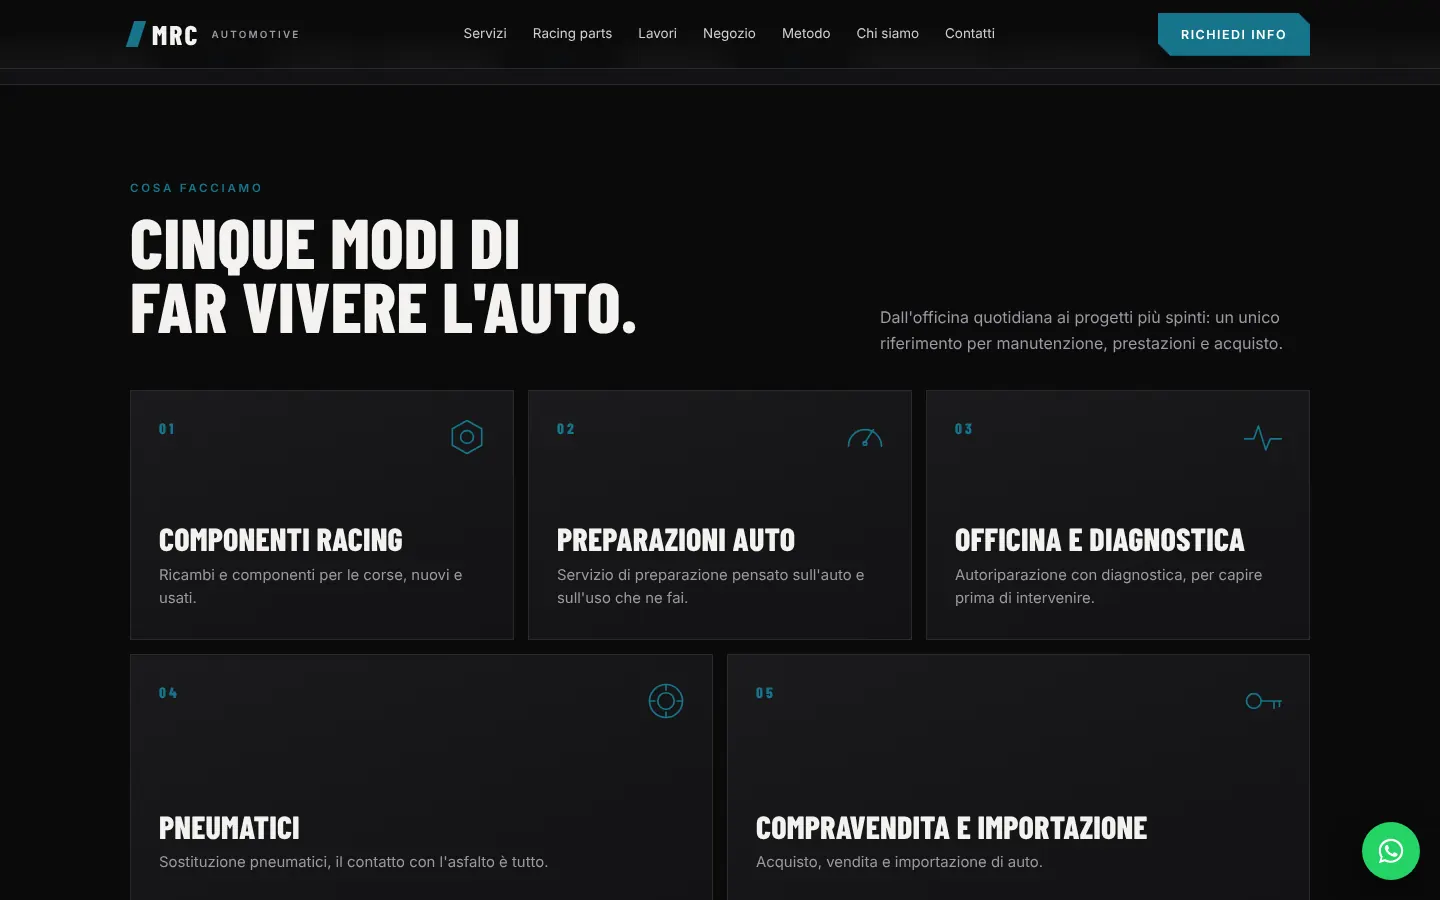 MRC AUTOMOTIVE
Servizi Racing parts Lavori Negozio Metodo Chi siamo Contatti
RICHIEDI INFO
COSA FACCIAMO
CINQUE MODI DI
FAR VIVERE L'AUTO.
Dall'officina quotidiana ai progetti più spinti: un unico
riferimento per manutenzione, prestazioni e acquisto.
01
COMPONENTI RACING
Ricambi e componenti per le corse, nuovi e
usati.
02
PREPARAZIONI AUTO
Servizio di preparazione pensato sull'auto e
sull'uso che ne fai.
03
OFFICINA E DIAGNOSTICA
Autoriparazione con diagnostica, per capire
prima di intervenire.
04
PNEUMATICI
Sostituzione pneumatici, il contatto con l'asfalto è tutto.
05
COMPRAVENDITA E IMPORTAZIONE
Acquisto, vendita e importazione di auto.